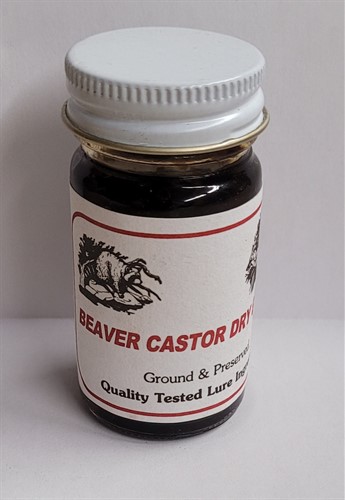 BEAVER CASTOR DRY
Ground & Preserved
Quality Tested Lure